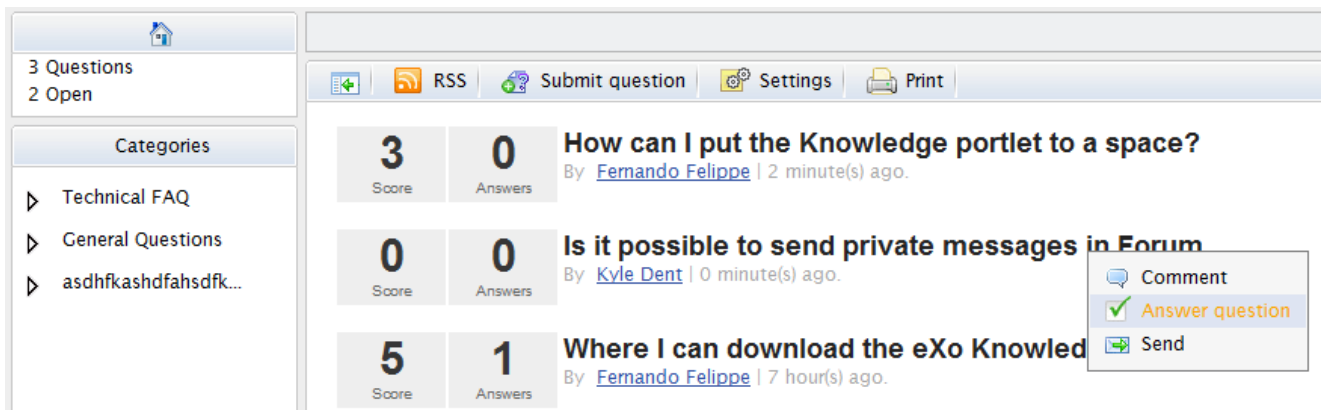 3 Questions
2 Open
Categories
Technical FAQ
General Questions
asdhfkashdfahsdfk...
RSS Submit question Settings Print
3 0 How can I put the Knowledge portlet to a space?
Score Answers By Fernando Felippe | 2 minute(s) ago.
0 0 Is it possible to send private messages in Forum
Score Answers By Kyle Dent | 0 minute(s) ago.
Comment
Answer question
Send
5 1 Where I can download the eXo Knowled
Score Answers By Fernando Felippe | 7 hour(s) ago.